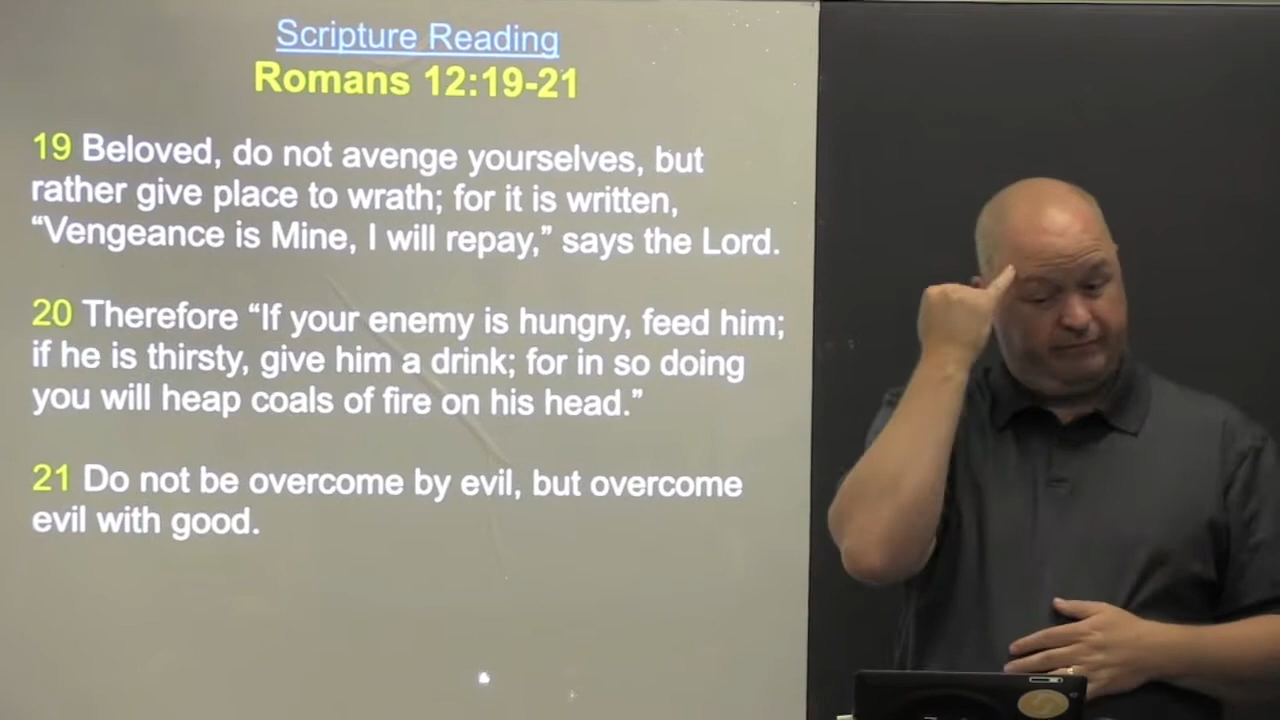 Scripture Reading
Romans 12:19-21
19 Beloved, do not avenge yourselves, but
rather give place to wrath; for it is written,
“Vengeance is Mine, I will repay,” says the Lord.
20 Therefore “If your enemy is hungry, feed him;
if he is thirsty, give him a drink; for in so doing
you will heap coals of fire on his head.”
21 Do not be overcome by evil, but overcome
evil with good.